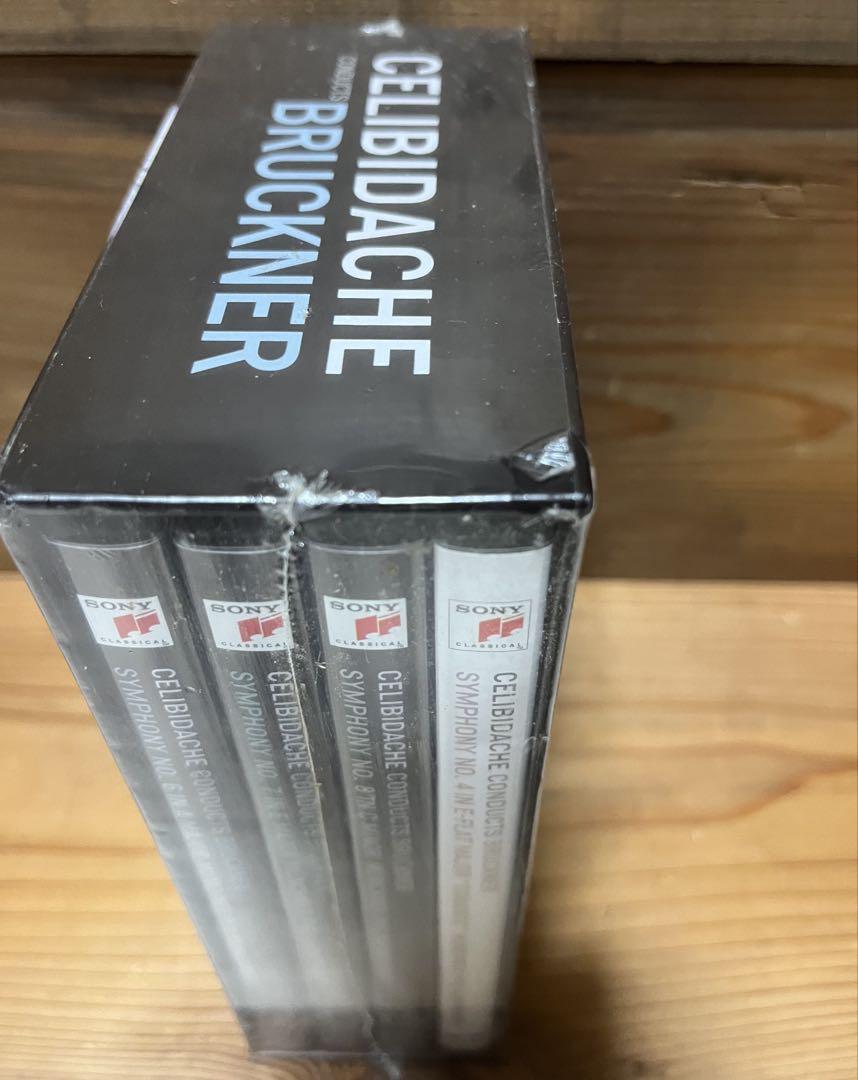 CELIBIDACHE
CONDUCTS
BRUCKNER
SONY
CLASSICAL
CELIBIDACHE CONDUCTS
SYMPHONY NO. 6 IN A
SONY
CLASSICAL
CELIBIDACHE CONDUCTS
SYMPHONY NO. 7 IN E
SONY
CLASSICAL
CELIBIDACHE CONDUCTS BRUCKNER
SYMPHONY NO. 8 IN C
SONY
CLASSICAL
CELIBIDACHE CONDUCTS BRUCKNER
SYMPHONY NO. 4 IN E-FLAT MAJOR